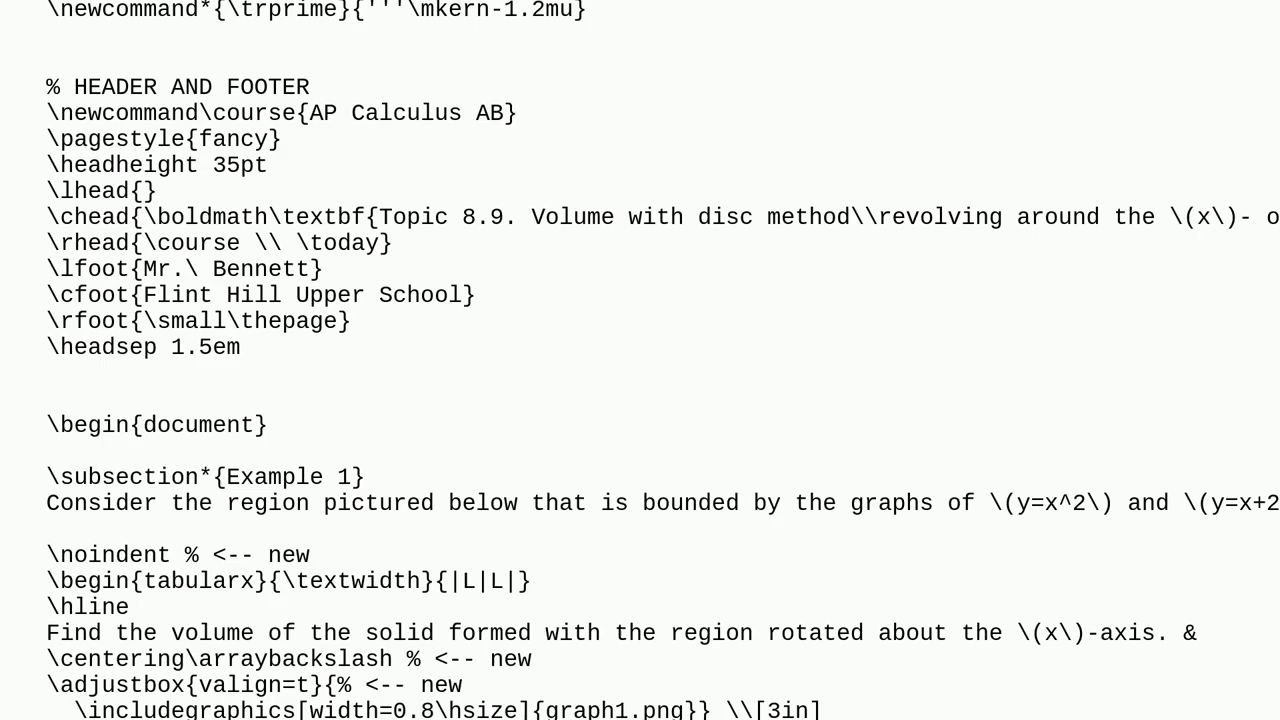 \newcommand*{\trprime}{'''\mkern-1.2mu}
% HEADER AND FOOTER
\newcommand\course{AP Calculus AB}
\pagestyle{fancy}
\headheight 35pt
\lhead{}
\chead{\boldmath\textbf{Topic 8.9. Volume with disc method\\revolving around the \(x\)- o
\rhead{\course \\ \today}
\lfoot{Mr.\ Bennett}
\cfoot{Flint Hill Upper School}
\rfoot{\small\thepage}
\headsep 1.5em
\begin{document}
\subsection*{Example 1}
Consider the region pictured below that is bounded by the graphs of \(y=x^2\) and \(y=x+2
\noindent % <-- new
\begin{tabularx}{\textwidth}{|L|L|}
\hline
Find the volume of the solid formed with the region rotated about the \(x\)-axis. &
\centering\arraybackslash % <-- new
\adjustbox{valign=t}{% <-- new
\includegraphics[width=0.8\hsize]{graph1.png}} \\[3in]